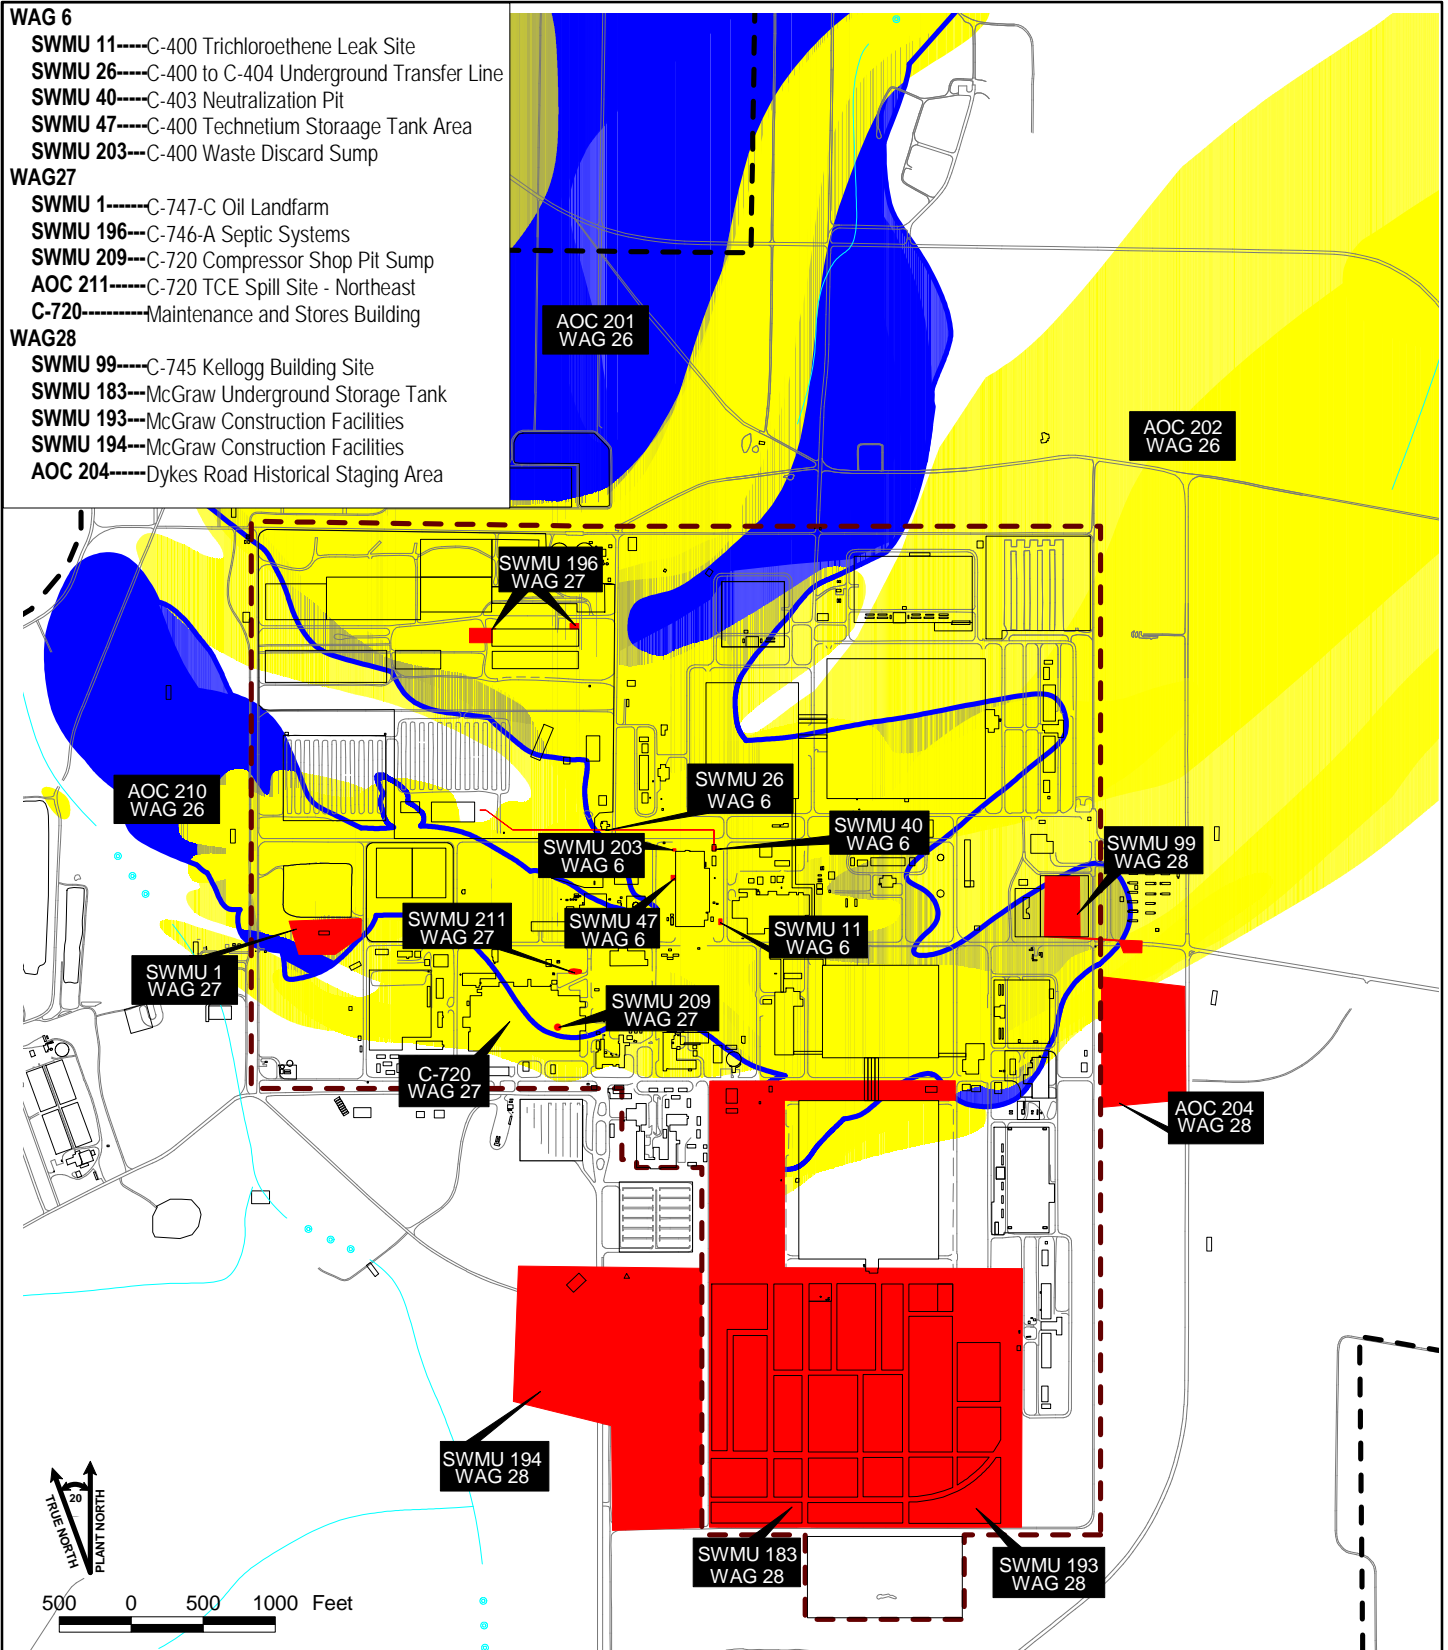 WAG 6
SWMU 11-----C-400 Trichloroethene Leak Site
SWMU 26-----C-400 to C-404 Underground Transfer Line
SWMU 40-----C-403 Neutralization Pit
SWMU 47-----C-400 Technetium Storaage Tank Area
SWMU 203---C-400 Waste Discard Sump
WAG27
SWMU 1-------C-747-C Oil Landfarm
SWMU 196---C-746-A Septic Systems
SWMU 209---C-720 Compressor Shop Pit Sump
AOC 211------C-720 TCE Spill Site - Northeast
C-720-----------Maintenance and Stores Building
WAG28
SWMU 99-----C-745 Kellogg Building Site
SWMU 183---McGraw Underground Storage Tank
SWMU 193---McGraw Construction Facilities
SWMU 194---McGraw Construction Facilities
AOC 204------Dykes Road Historical Staging Area
AOC 201
WAG 26
AOC 202
WAG 26
SWMU 196
WAG 27
AOC 210
WAG 26
SWMU 26
WAG 6
SWMU 40
WAG 6
SWMU 203
WAG 6
SWMU 99
WAG 28
SWMU 211
WAG 27
SWMU 47
WAG 6
SWMU 11
WAG 6
SWMU 1
WAG 27
SWMU 209
WAG 27
C-720
WAG 27
AOC 204
WAG 28
SWMU 194
WAG 28
SWMU 183
WAG 28
SWMU 193
WAG 28
20
TRUE NORTH
PLANT NORTH
500 0 500 1000 Feet